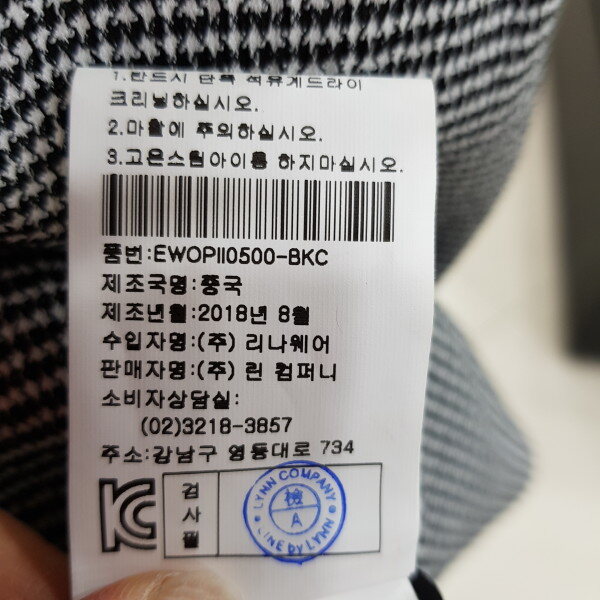 1.반드시 단독 석유계드라이
크리닝하십시오.
2.마찰에 주의하십시오.
3.고온스팀아이롱 하지마십시오.
품번:EWOPII0500-BKC
제조국명:중국
제조년월:2018년 8월
수입자명:(주) 리나웨어
판매자명:(주) 린 컴퍼니
소비자상담실:
(02)3218-3857
주소:강남구 영동대로 734
검사필
LYNN COMPANY
檢
A
LINE BY LYNN